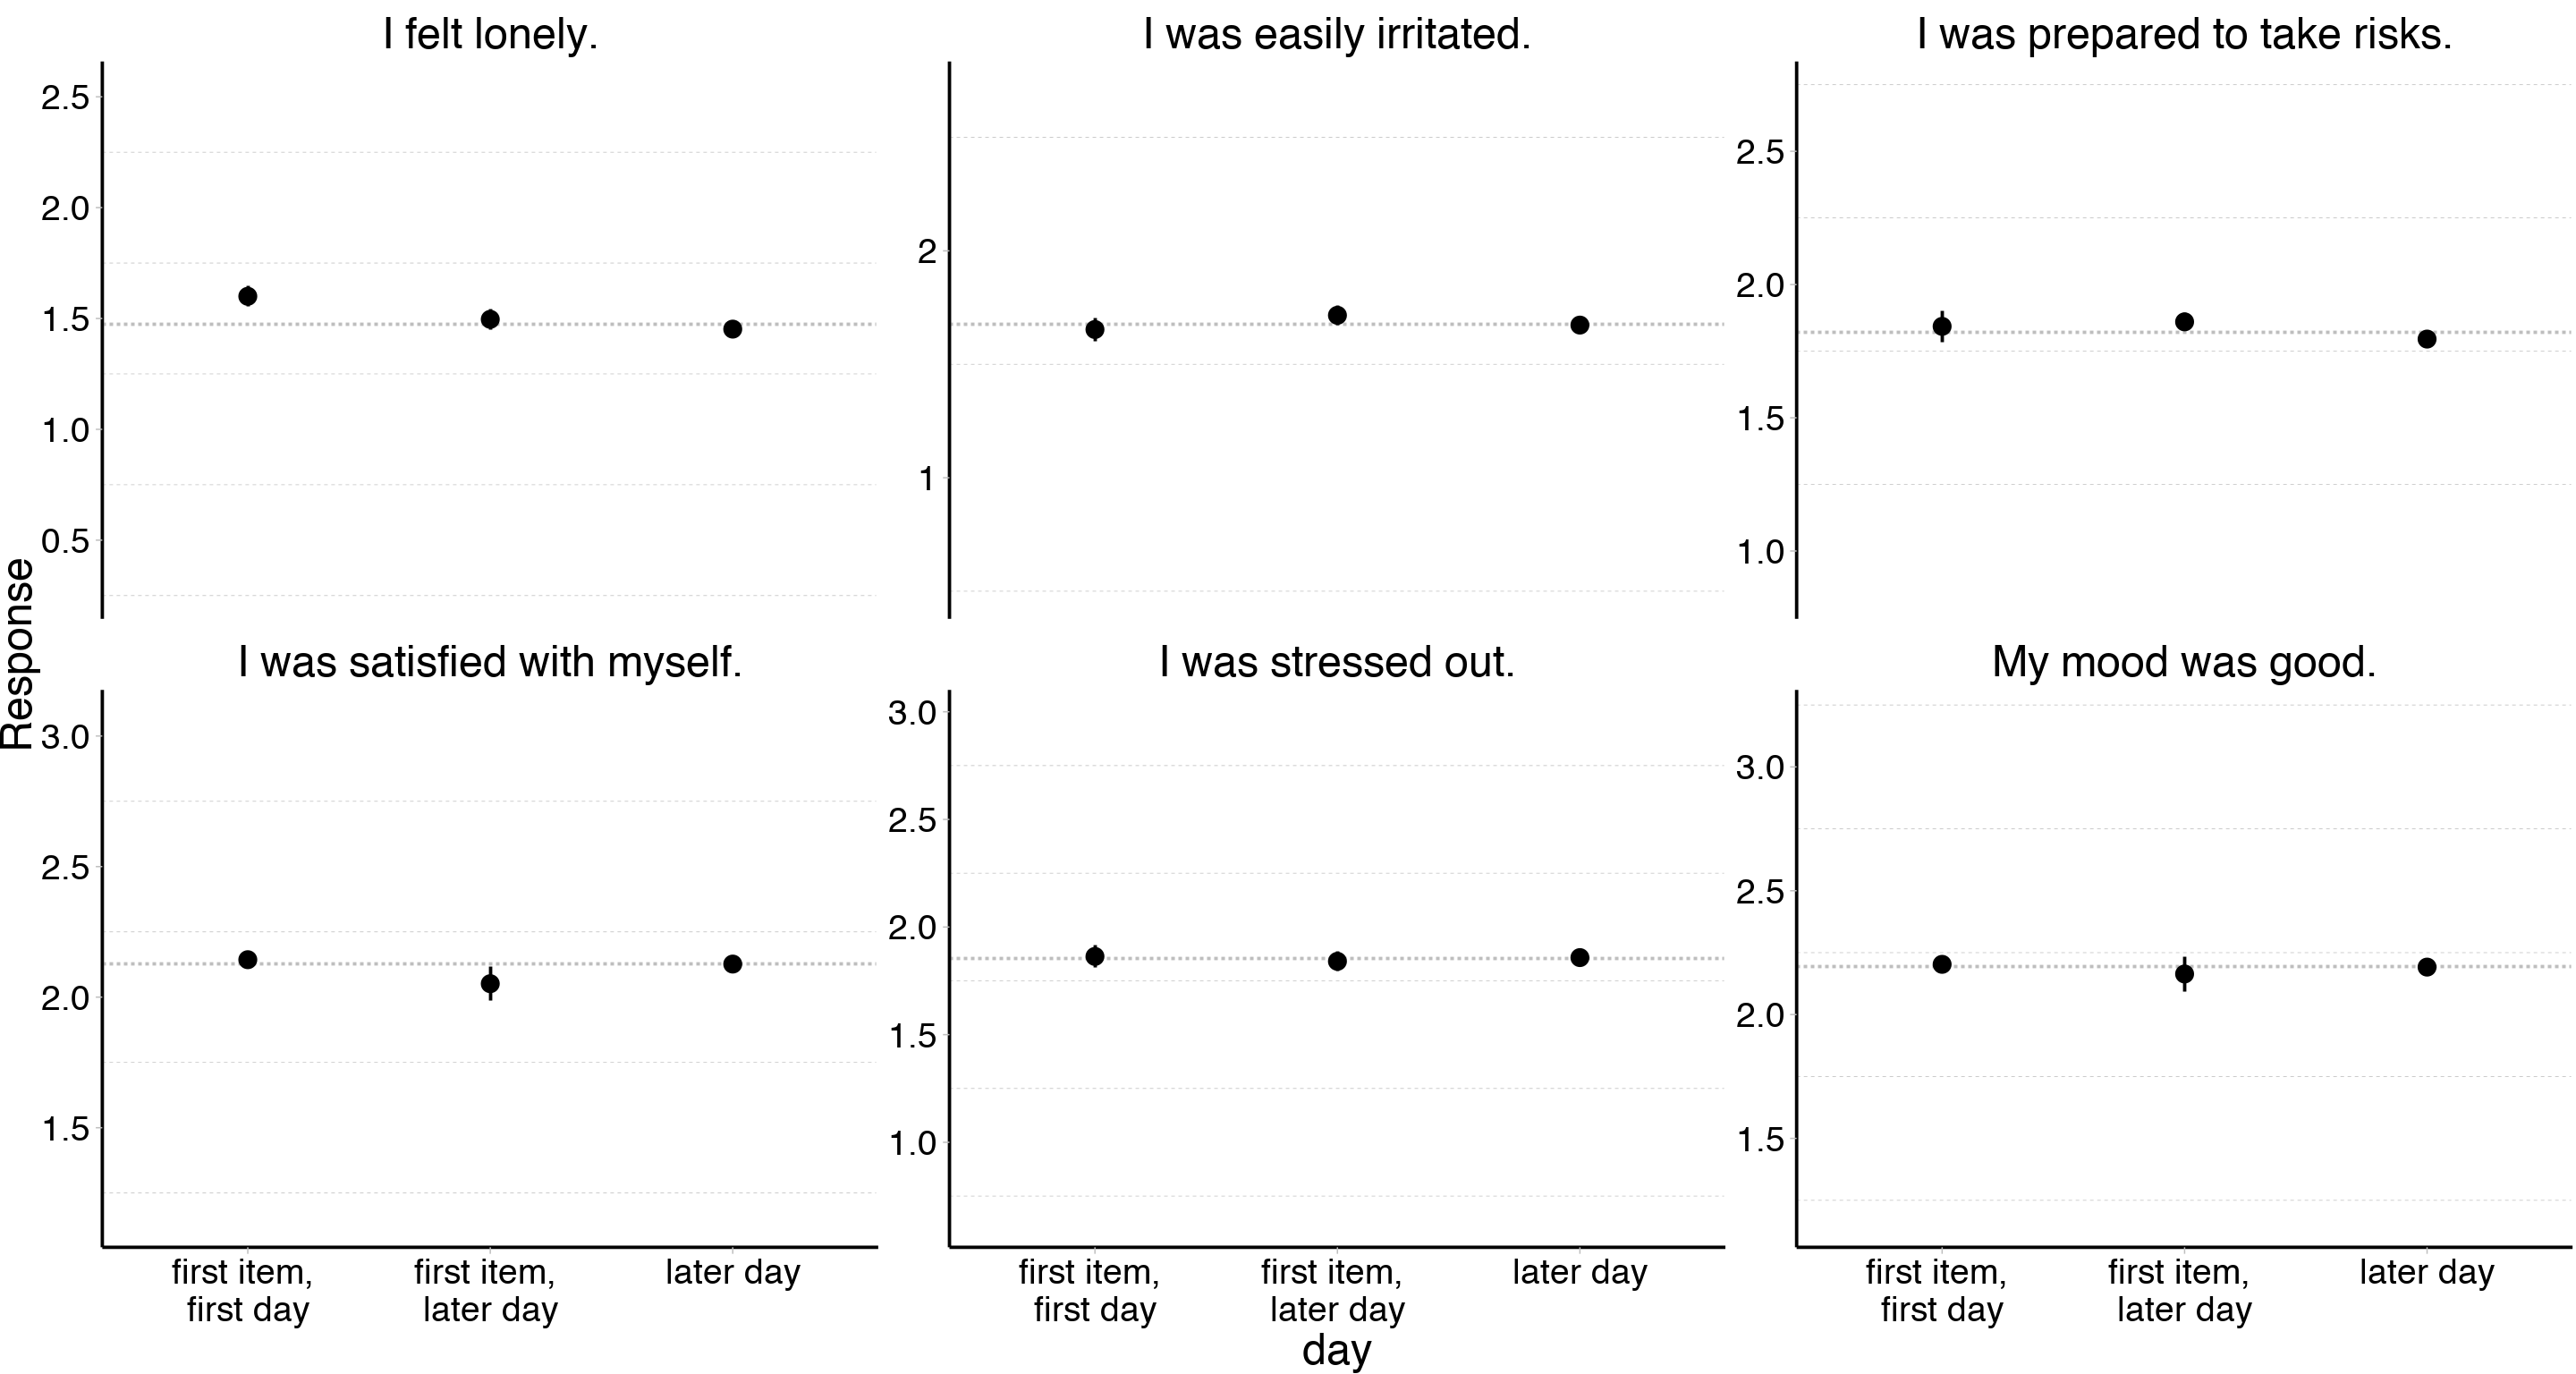 I felt lonely.
I was easily irritated.
I was prepared to take risks.
2.5
2.0
1.5
1.0
0.5
2
1
2.5
2.0
1.5
1.0
Response
I was satisfied with myself.
I was stressed out.
My mood was good.
3.0
2.5
2.0
1.5
3.0
2.5
2.0
1.5
1.0
3.0
2.5
2.0
1.5
first item,
first day
first item,
later day
later day
first item,
first day
first item,
later day
later day
first item,
first day
first item,
later day
later day
day